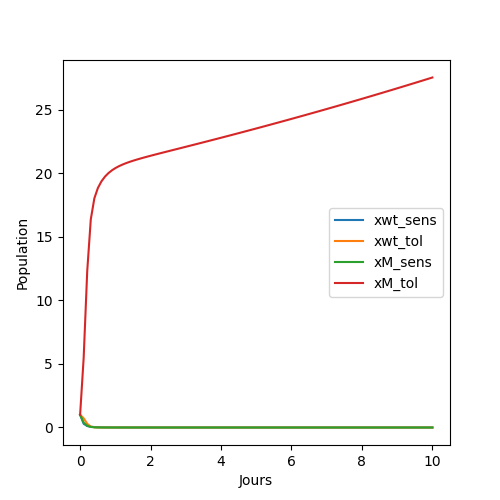 25
20
15
10
5
0
Population
xwt_sens
xwt_tol
xM_sens
xM_tol
0 2 4 6 8 10
Jours